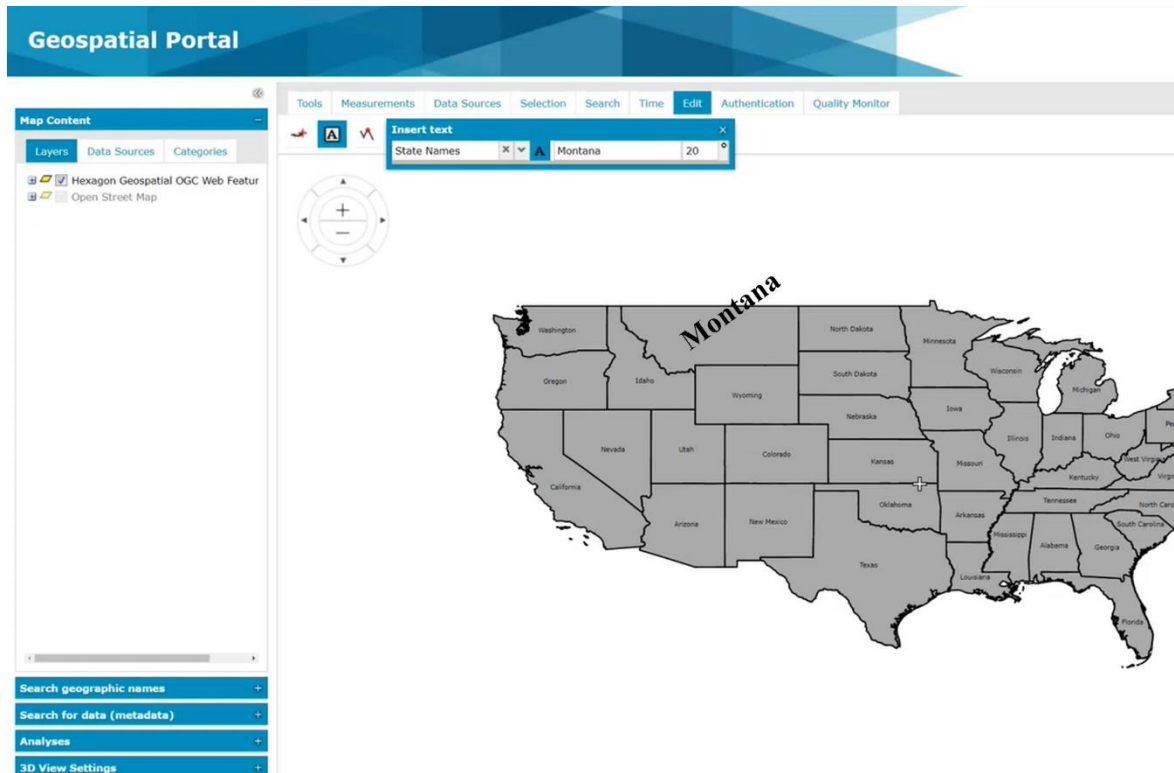 Geospatial Portal
Tools Measurements Data Sources Selection Search Time Edit Authentication Quality Monitor
Map Content
Layers Data Sources Categories
Hexagon Geospatial OGC Web Featur
Open Street Map
Insert text
State Names A Montana 20 °
A
Montana
Washington
North Dakota
Minnesota
Oregon
Idaho
South Dakota
Wisconsin
Michigan
Wyoming
Nebraska
Iowa
Nevada
Utah
Colorado
Kansas
Missouri
Illinois
Indiana
Ohio
Pe
West Virginia
Virgi
California
Kentucky
Arizona
New Mexico
Oklahoma
Arkansas
Tennessee
North Caro
South Carolina
Mississippi
Alabama
Georgia
Texas
Louisiana
Florida
Search geographic names
Search for data (metadata)
Analyses
3D View Settings